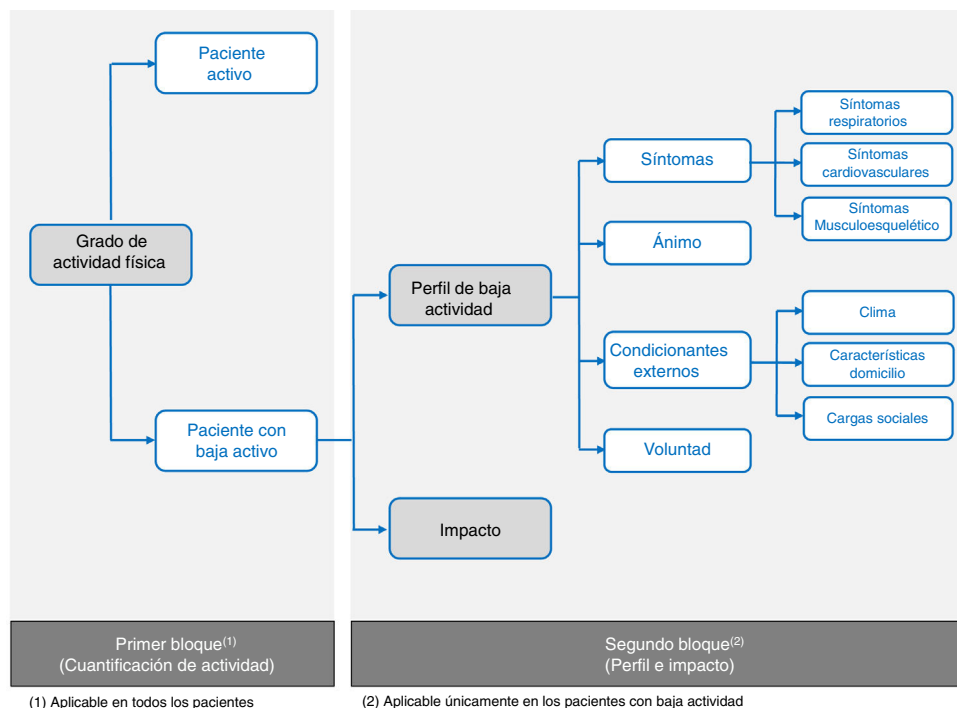 Paciente
activo
Grado de
actividad física
Paciente con
baja activo
Perfil de baja
actividad
Impacto
Síntomas
Ánimo
Condicionantes
externos
Voluntad
Síntomas
respiratorios
Síntomas
cardiovasculares
Síntomas
Musculoesquelético
Clima
Características
domicilio
Cargas sociales
Primer bloque(1)
(Cuantificación de actividad)
Segundo bloque(2)
(Perfil e impacto)
(1) Aplicable en todos los pacientes
(2) Aplicable únicamente en los pacientes con baja actividad